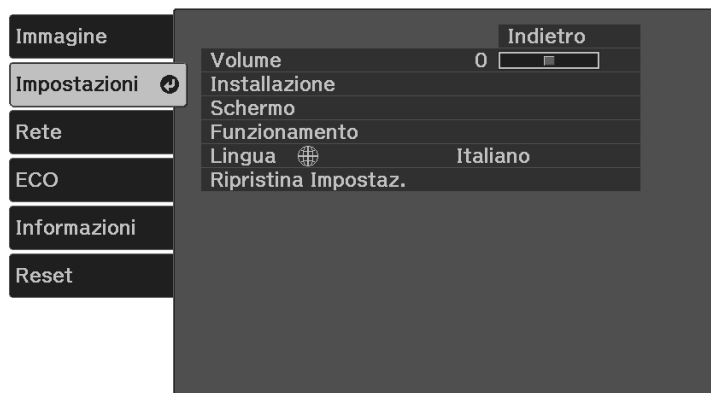 Immagine
Impostazioni
Rete
ECO
Informazioni
Reset
Indietro
Volume 0
Installazione
Schermo
Funzionamento
Lingua Italiano
Ripristina Impostaz.